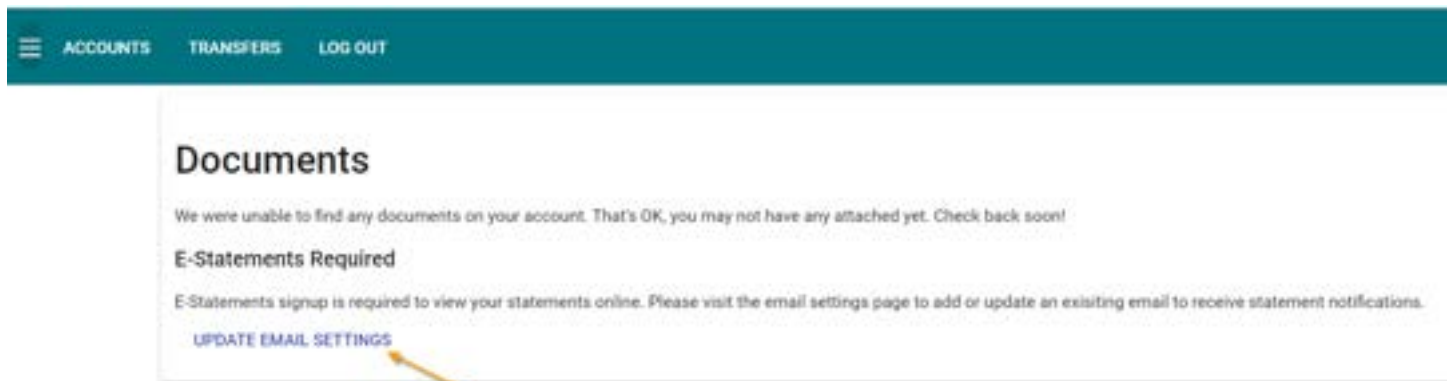 ACCOUNTS TRANSFERS LOG OUT
Documents
We were unable to find any documents on your account. That's OK, you may not have any attached yet. Check back soon!
E-Statements Required
E-Statements signup is required to view your statements online. Please visit the email settings page to add or update an exisiting email to receive statement notifications.
UPDATE EMAIL SETTINGS